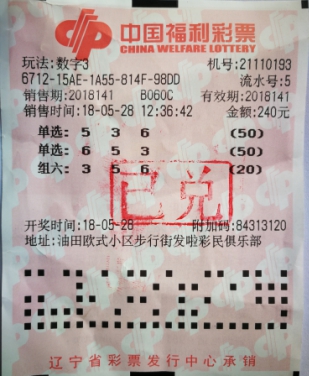 中国福利彩票
CHINA WELFARE LOTTERY
玩法:数字3 机号:21110193
6712-15AE-1A55-814F-98DD 流水号:5
销售期:2018141 B060C 有效期:2018141
销售时间:18-05-28 12:36:42 金额:240元
单选: 5 3 6 (50)
单选: 6 5 3 (50)
组六: 3 5 6 (20)
已兑
开奖时间:18-05-28 附加码:84313120
地址:油田欧式小区步行街发啦彩民俱乐部
辽宁省彩票发行中心承销